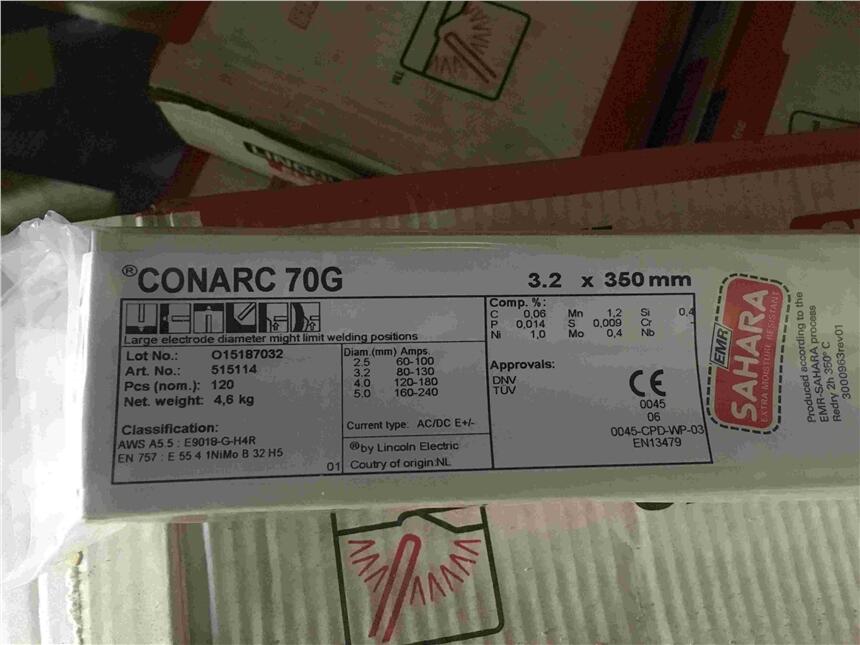 TM
LINCOL
®CONARC 70G
3.2 x 350 mm
Large electrode diameter might limit welding positions
Lot No.: O15187032
Art. No.: 515114
Pcs (nom.): 120
Net. weight: 4,6 kg
Classification:
AWS A5.5 : E9018-G-H4R
EN 757 : E 55 4 1NiMo B 32 H5
01
Diam.(mm) Amps.
2.5 60-100
3.2 80-130
4.0 120-180
5.0 160-240
Current type: AC/DC E+/-
®by Lincoln Electric
Coutry of origin:NL
Comp. %:
C 0,06 Mn 1,2 Si 0,4
P 0,014 S 0,009 Cr -
Ni 1,0 Mo 0,4 Nb
Approvals:
DNV
TÜV
CE
0045
06
0045-CPD-WP-03
EN13479
EMR
SAHARA
EXTRA MOISTURE RESISTANT
Produced according to the
EMR-SAHARA process
Redry 2h 350º C
3000963rev01